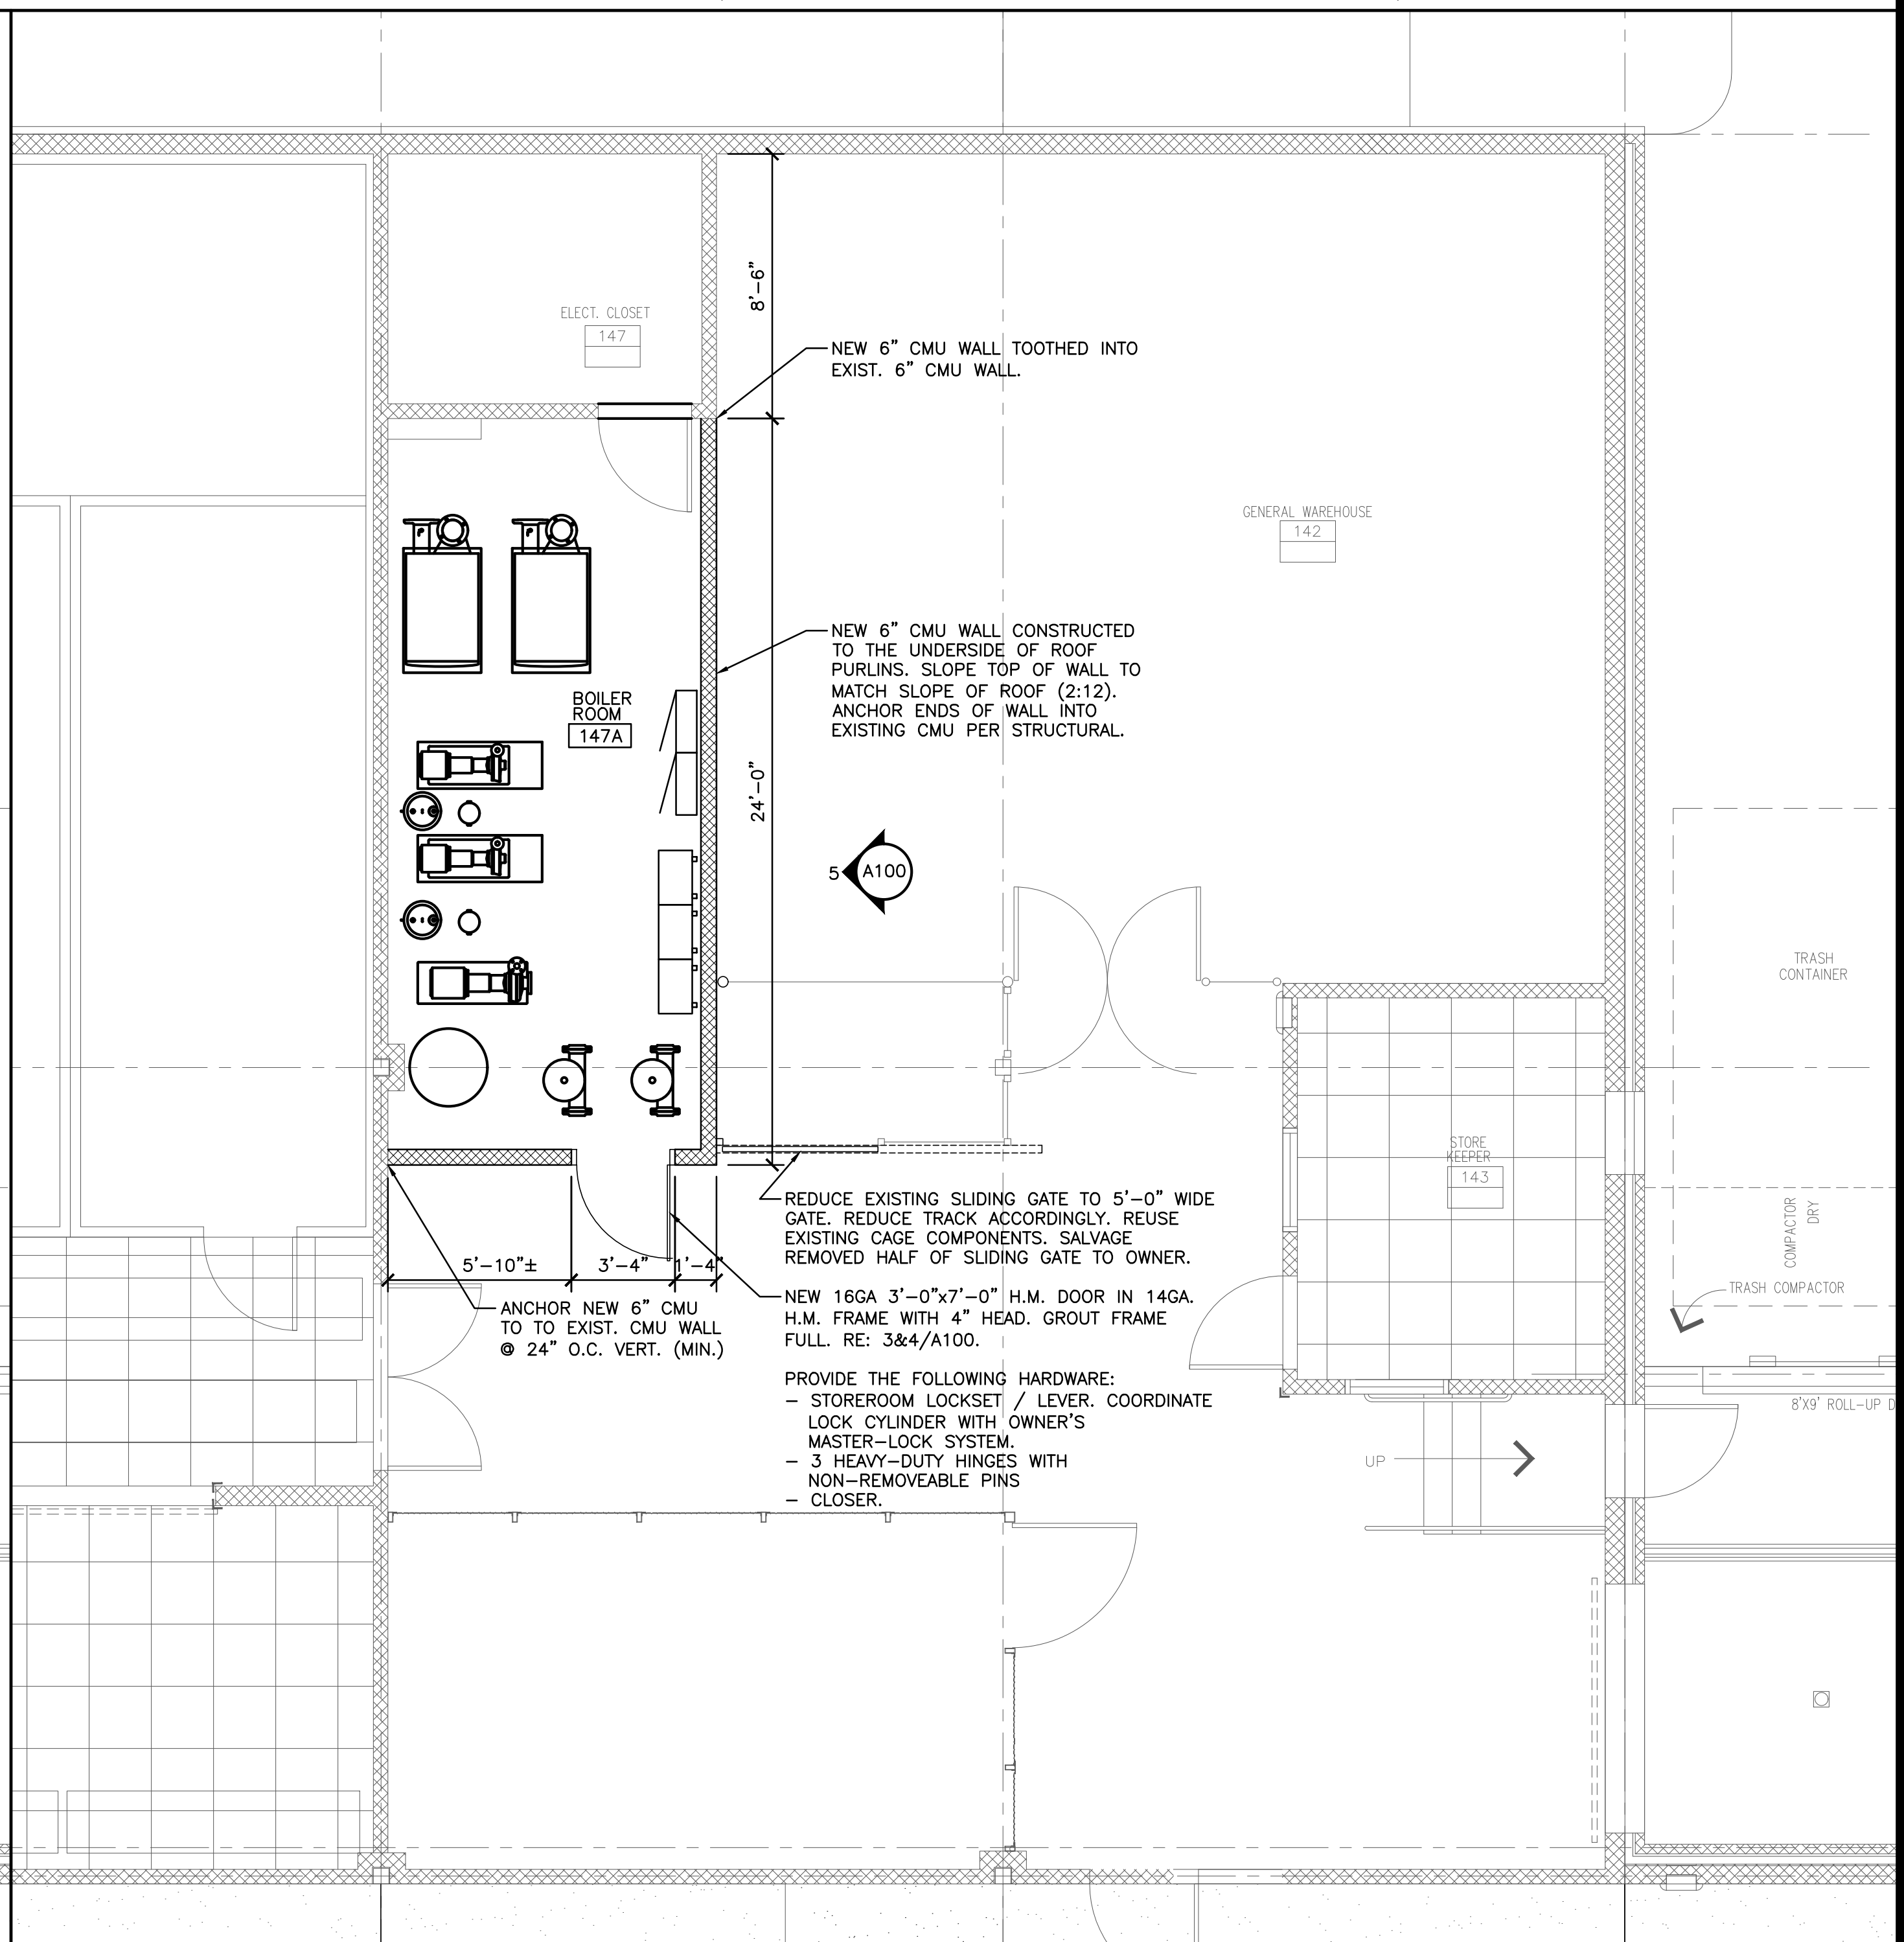 8'-6"
ELECT. CLOSET
147
NEW 6" CMU WALL TOOTHED INTO
EXIST. 6" CMU WALL.
GENERAL WAREHOUSE
142
NEW 6" CMU WALL CONSTRUCTED
TO THE UNDERSIDE OF ROOF
PURLINS. SLOPE TOP OF WALL TO
MATCH SLOPE OF ROOF (2:12).
ANCHOR ENDS OF WALL INTO
EXISTING CMU PER STRUCTURAL.
BOILER
ROOM
147A
24'-0"
5
A100
TRASH
CONTAINER
STORE
KEEPER
143
COMPACTOR
DRY
TRASH COMPACTOR
REDUCE EXISTING SLIDING GATE TO 5'-0" WIDE
GATE. REDUCE TRACK ACCORDINGLY. REUSE
EXISTING CAGE COMPONENTS. SALVAGE
REMOVED HALF OF SLIDING GATE TO OWNER.
5'-10"±
3'-4"
1'-4"
ANCHOR NEW 6" CMU
TO TO EXIST. CMU WALL
@ 24" O.C. VERT. (MIN.)
NEW 16GA 3'-0"x7'-0" H.M. DOOR IN 14GA.
H.M. FRAME WITH 4" HEAD. GROUT FRAME
FULL. RE: 3&4/A100.
PROVIDE THE FOLLOWING HARDWARE:
- STOREROOM LOCKSET / LEVER. COORDINATE
LOCK CYLINDER WITH OWNER'S
MASTER-LOCK SYSTEM.
- 3 HEAVY-DUTY HINGES WITH
NON-REMOVEABLE PINS
- CLOSER.
8'X9' ROLL-UP D
UP